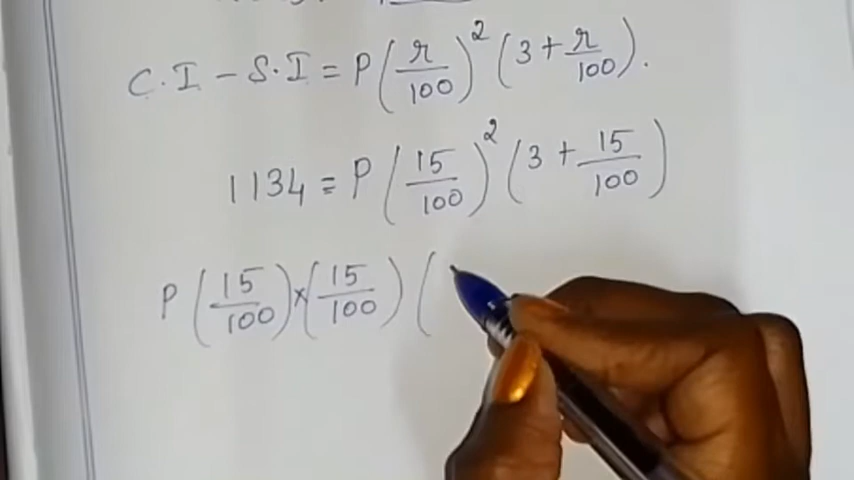 C.I - S.I = P(r/100)²(3 + r/100).
1134 = P(15/100)²(3 + 15/100)
P(15/100)×(15/100)(